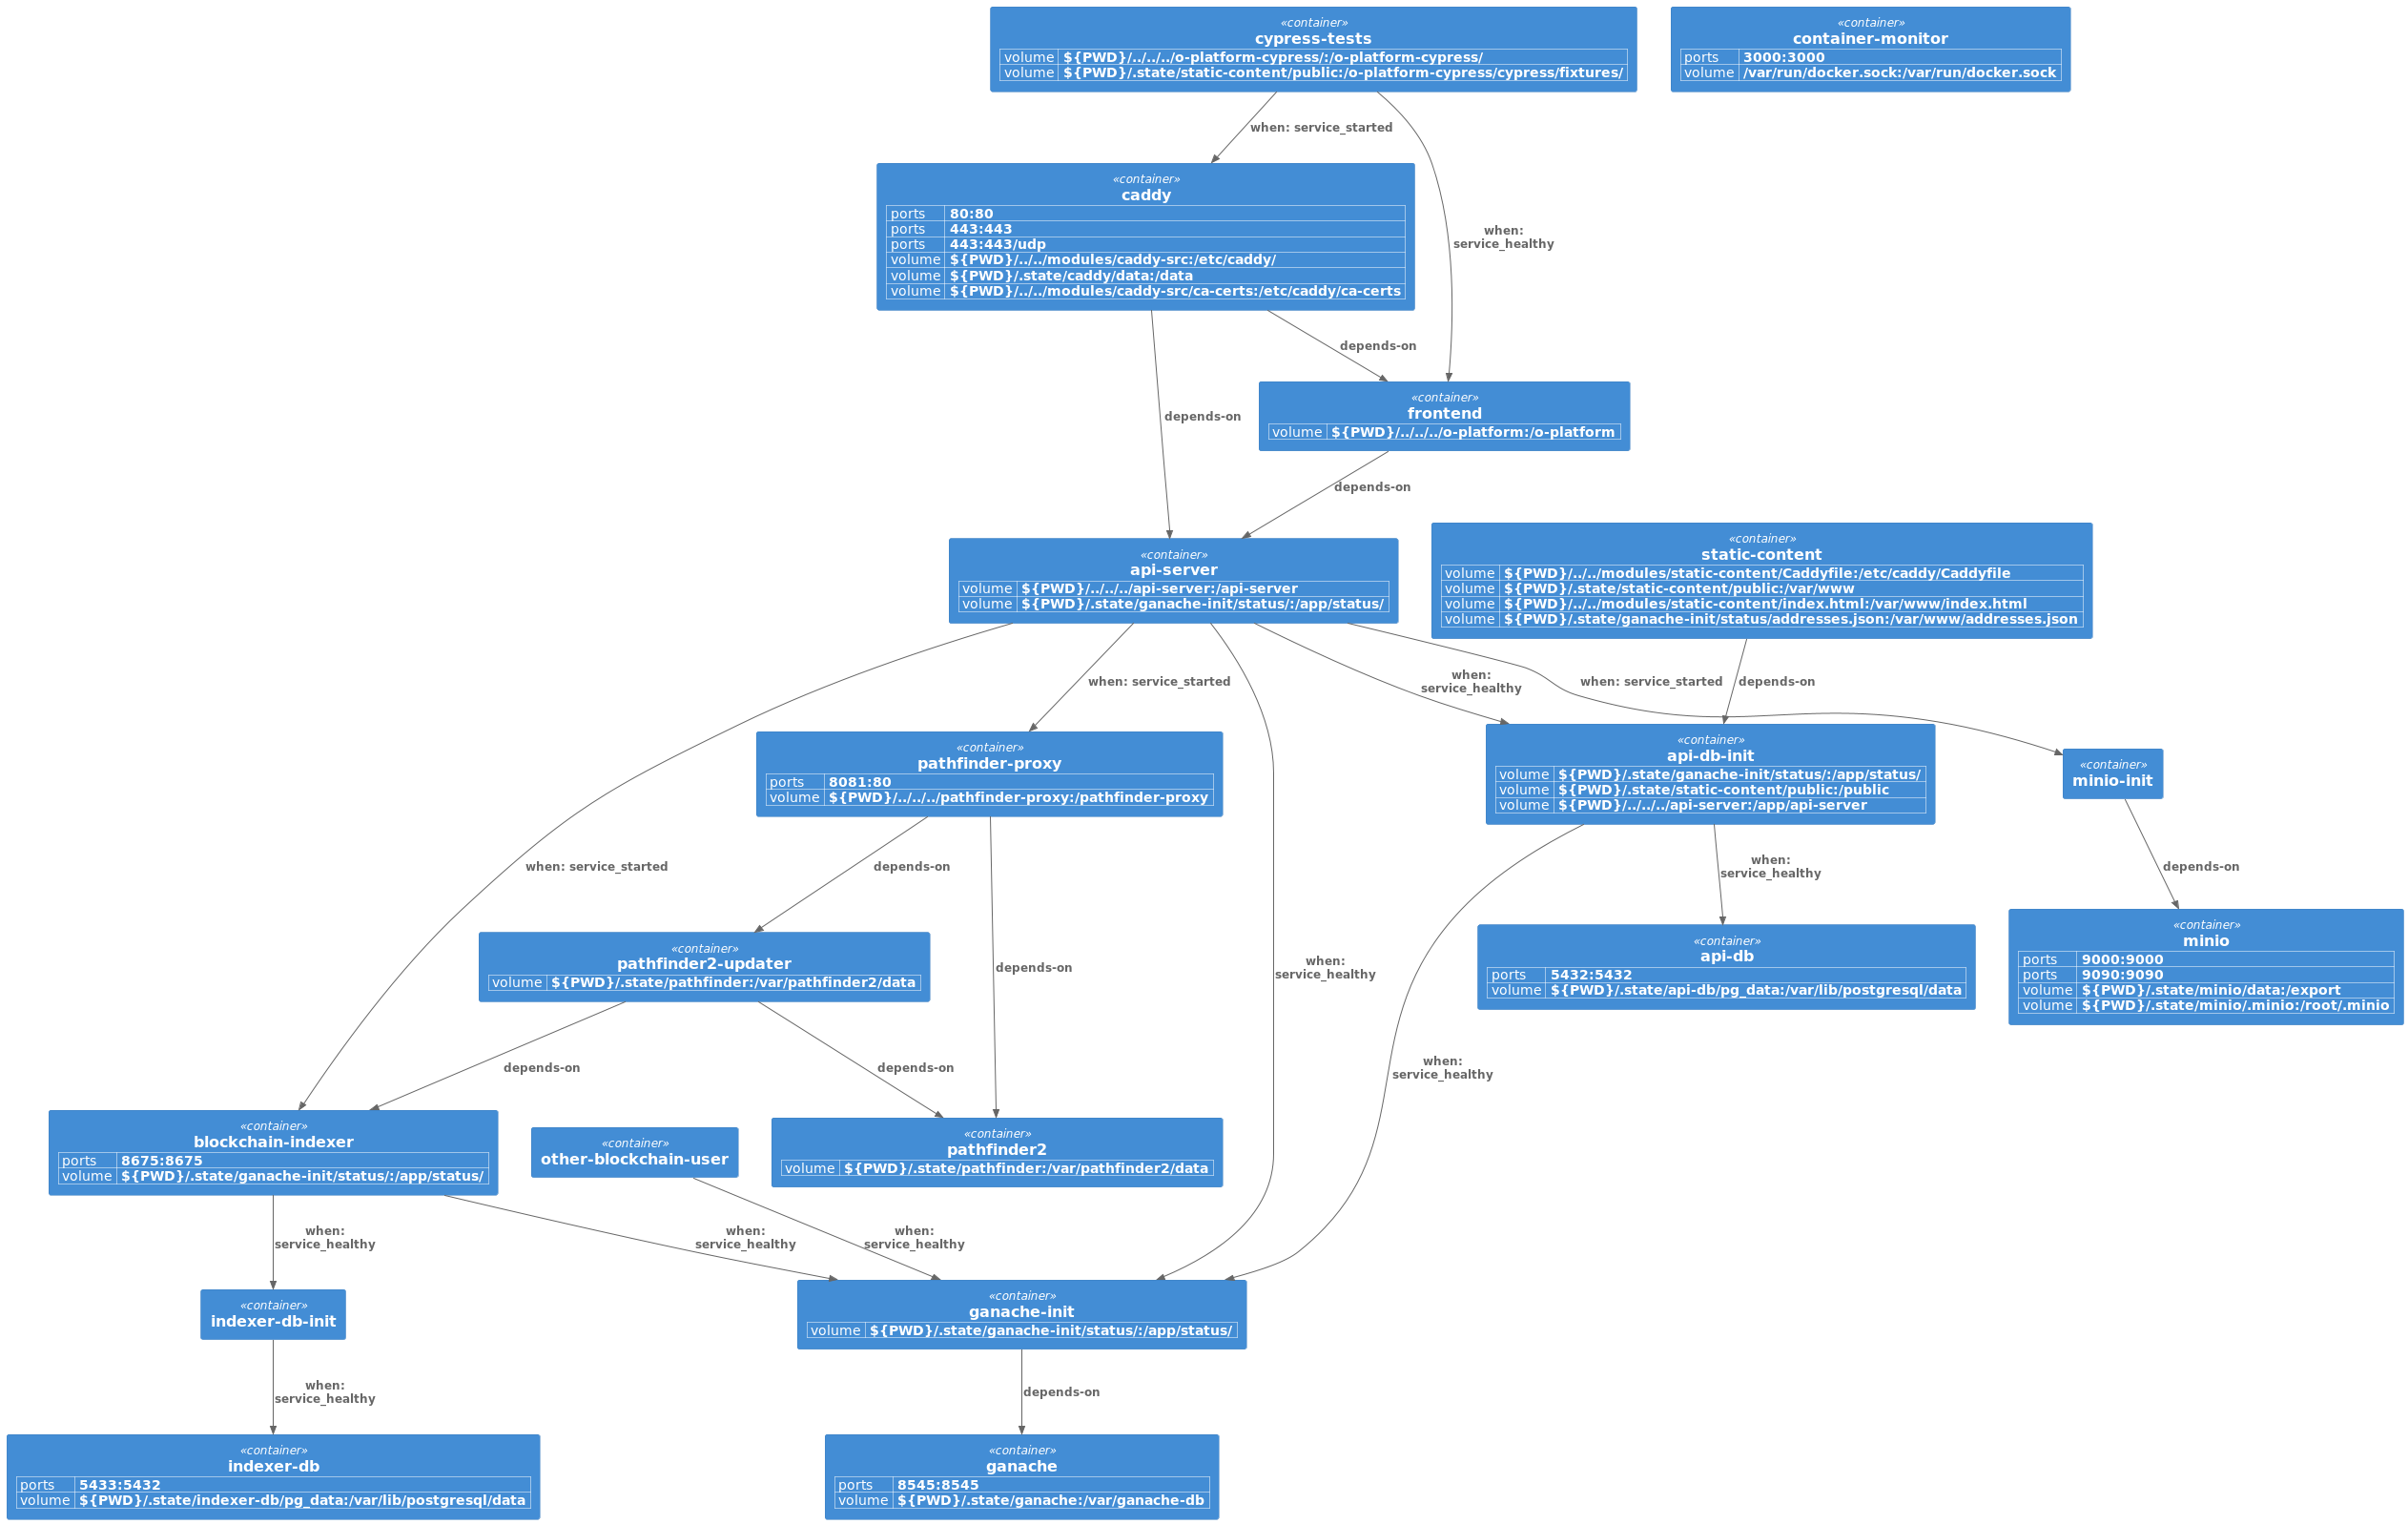 «container»
cypress-tests
volume ${PWD}/../../../o-platform-cypress/:/o-platform-cypress/
volume ${PWD}/.state/static-content/public:/o-platform-cypress/cypress/fixtures/
«container»
container-monitor
ports 3000:3000
volume /var/run/docker.sock:/var/run/docker.sock
when: service_started
«container»
caddy
ports 80:80
ports 443:443
ports 443:443/udp
volume ${PWD}/../../modules/caddy-src:/etc/caddy/
volume ${PWD}/.state/caddy/data:/data
volume ${PWD}/../../modules/caddy-src/ca-certs:/etc/caddy/ca-certs
when:
service_healthy
depends-on
«container»
frontend
volume ${PWD}/../../../o-platform:/o-platform
depends-on
depends-on
«container»
api-server
volume ${PWD}/../../../api-server:/api-server
volume ${PWD}/.state/ganache-init/status/:/app/status/
«container»
static-content
volume ${PWD}/../../modules/static-content/Caddyfile:/etc/caddy/Caddyfile
volume ${PWD}/.state/static-content/public:/var/www
volume ${PWD}/../../modules/static-content/index.html:/var/www/index.html
volume ${PWD}/.state/ganache-init/status/addresses.json:/var/www/addresses.json
when: service_started
when:
service_healthy
when: service_started
depends-on
«container»
pathfinder-proxy
ports 8081:80
volume ${PWD}/../../../pathfinder-proxy:/pathfinder-proxy
«container»
api-db-init
volume ${PWD}/.state/ganache-init/status/:/app/status/
volume ${PWD}/.state/static-content/public:/public
volume ${PWD}/../../../api-server:/app/api-server
«container»
minio-init
when: service_started
depends-on
when:
service_healthy
depends-on
«container»
pathfinder2-updater
volume ${PWD}/.state/pathfinder:/var/pathfinder2/data
depends-on
when:
service_healthy
«container»
api-db
ports 5432:5432
volume ${PWD}/.state/api-db/pg_data:/var/lib/postgresql/data
«container»
minio
ports 9000:9000
ports 9090:9090
volume ${PWD}/.state/minio/data:/export
volume ${PWD}/.state/minio/.minio:/root/.minio
depends-on
depends-on
when:
service_healthy
«container»
blockchain-indexer
ports 8675:8675
volume ${PWD}/.state/ganache-init/status/:/app/status/
«container»
other-blockchain-user
«container»
pathfinder2
volume ${PWD}/.state/pathfinder:/var/pathfinder2/data
when:
service_healthy
when:
service_healthy
when:
service_healthy
«container»
indexer-db-init
«container»
ganache-init
volume ${PWD}/.state/ganache-init/status/:/app/status/
when:
service_healthy
depends-on
«container»
indexer-db
ports 5433:5432
volume ${PWD}/.state/indexer-db/pg_data:/var/lib/postgresql/data
«container»
ganache
ports 8545:8545
volume ${PWD}/.state/ganache:/var/ganache-db